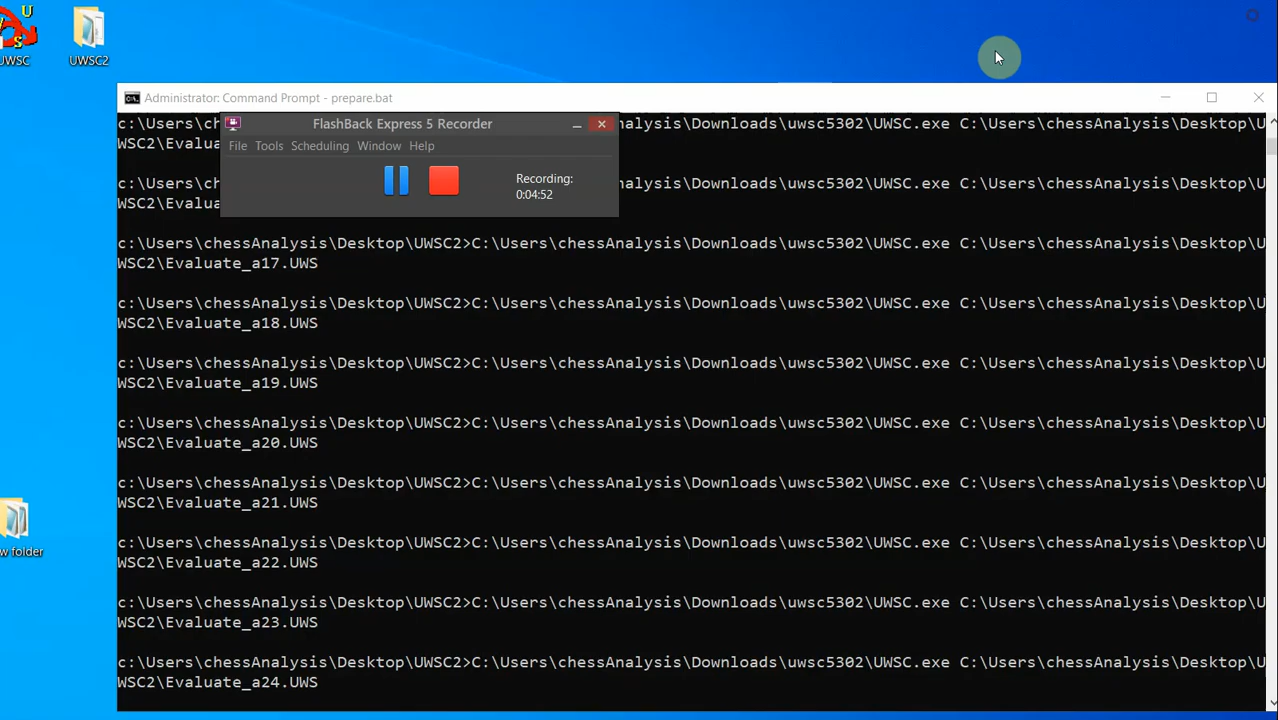 U
S
UWSC
UWSC2
Administrator: Command Prompt - prepare.bat
c:\Users\ch
nalysis\Downloads\uwsc5302\UWSC.exe C:\Users\chessAnalysis\Desktop\U
WSC2\Evalua
FlashBack Express 5 Recorder
File Tools Scheduling Window Help
Recording:
0:04:52
c:\Users\ch
nalysis\Downloads\uwsc5302\UWSC.exe C:\Users\chessAnalysis\Desktop\U
WSC2\Evalua
c:\Users\chessAnalysis\Desktop\UWSC2>C:\Users\chessAnalysis\Downloads\uwsc5302\UWSC.exe C:\Users\chessAnalysis\Desktop\U
WSC2\Evaluate_a17.UWS
c:\Users\chessAnalysis\Desktop\UWSC2>C:\Users\chessAnalysis\Downloads\uwsc5302\UWSC.exe C:\Users\chessAnalysis\Desktop\U
WSC2\Evaluate_a18.UWS
c:\Users\chessAnalysis\Desktop\UWSC2>C:\Users\chessAnalysis\Downloads\uwsc5302\UWSC.exe C:\Users\chessAnalysis\Desktop\U
WSC2\Evaluate_a19.UWS
c:\Users\chessAnalysis\Desktop\UWSC2>C:\Users\chessAnalysis\Downloads\uwsc5302\UWSC.exe C:\Users\chessAnalysis\Desktop\U
WSC2\Evaluate_a20.UWS
c:\Users\chessAnalysis\Desktop\UWSC2>C:\Users\chessAnalysis\Downloads\uwsc5302\UWSC.exe C:\Users\chessAnalysis\Desktop\U
WSC2\Evaluate_a21.UWS
w folder
c:\Users\chessAnalysis\Desktop\UWSC2>C:\Users\chessAnalysis\Downloads\uwsc5302\UWSC.exe C:\Users\chessAnalysis\Desktop\U
WSC2\Evaluate_a22.UWS
c:\Users\chessAnalysis\Desktop\UWSC2>C:\Users\chessAnalysis\Downloads\uwsc5302\UWSC.exe C:\Users\chessAnalysis\Desktop\U
WSC2\Evaluate_a23.UWS
c:\Users\chessAnalysis\Desktop\UWSC2>C:\Users\chessAnalysis\Downloads\uwsc5302\UWSC.exe C:\Users\chessAnalysis\Desktop\U
WSC2\Evaluate_a24.UWS